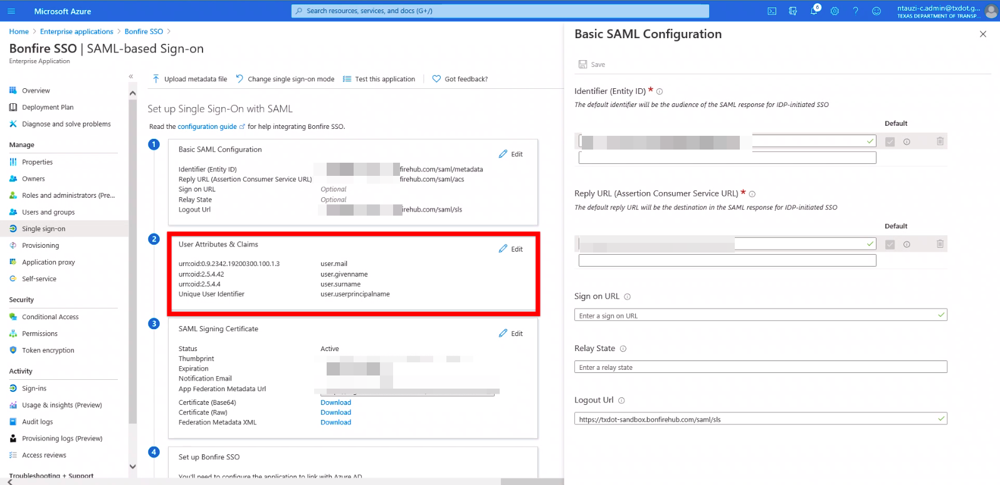 Microsoft Azure
Search resources, services, and docs (G+/)
6
ntauzi-c.admin@txdot.g...
TEXAS DEPARTMENT OF TRANSP...
Home > Enterprise applications > Bonfire SSO >
Bonfire SSO | SAML-based Sign-on
Enterprise Application
«
Overview
Deployment Plan
Diagnose and solve problems
Manage
Properties
Owners
Roles and administrators (Pre...
Users and groups
Single sign-on
Provisioning
Application proxy
Self-service
Security
Conditional Access
Permissions
Token encryption
Activity
Sign-ins
Usage & insights (Preview)
Audit logs
Provisioning logs (Preview)
Access reviews
Troubleshooting + Support
Upload metadata file Change single sign-on mode Test this application Got feedback?
Set up Single Sign-On with SAML
Read the configuration guide for help integrating Bonfire SSO.
1
Basic SAML Configuration
Edit
Identifier (Entity ID) firehub.com/saml/metadata
Reply URL (Assertion Consumer Service URL) firehub.com/saml/acs
Sign on URL Optional
Relay State Optional
Logout Url irehub.com/saml/sls
2
User Attributes & Claims
Edit
urn:oid:0.9.2342.19200300.100.1.3 user.mail
urn:oid:2.5.4.42 user.givenname
urn:oid:2.5.4.4 user.surname
Unique User Identifier user.userprincipalname
3
SAML Signing Certificate
Edit
Status Active
Thumbprint
Expiration
Notification Email
App Federation Metadata Url
Certificate (Base64) Download
Certificate (Raw) Download
Federation Metadata XML Download
4
Set up Bonfire SSO
You'll need to configure the application to link with Azure AD.
Basic SAML Configuration
Save
Identifier (Entity ID) *
The default identifier will be the audience of the SAML response for IDP-initiated SSO
Default
Reply URL (Assertion Consumer Service URL) *
The default reply URL will be the destination in the SAML response for IDP-initiated SSO
Default
Sign on URL
Enter a sign on URL
Relay State
Enter a relay state
Logout Url
https://txdot-sandbox.bonfirehub.com/saml/sls